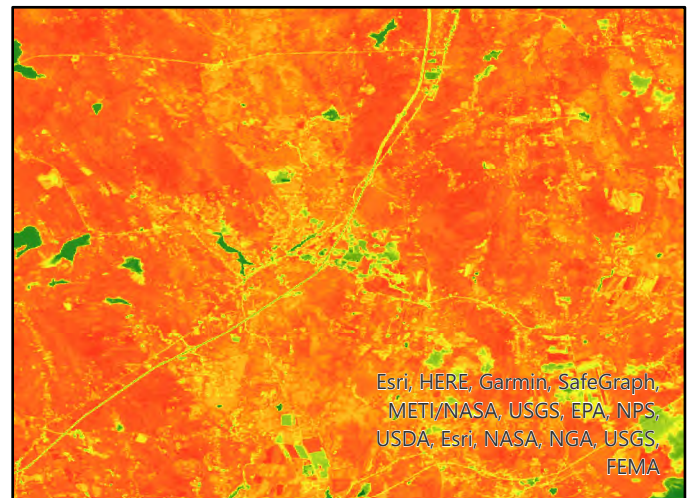 Esri, HERE, Garmin, SafeGraph,
METI/NASA, USGS, EPA, NPS,
USDA, Esri, NASA, NGA, USGS,
FEMA